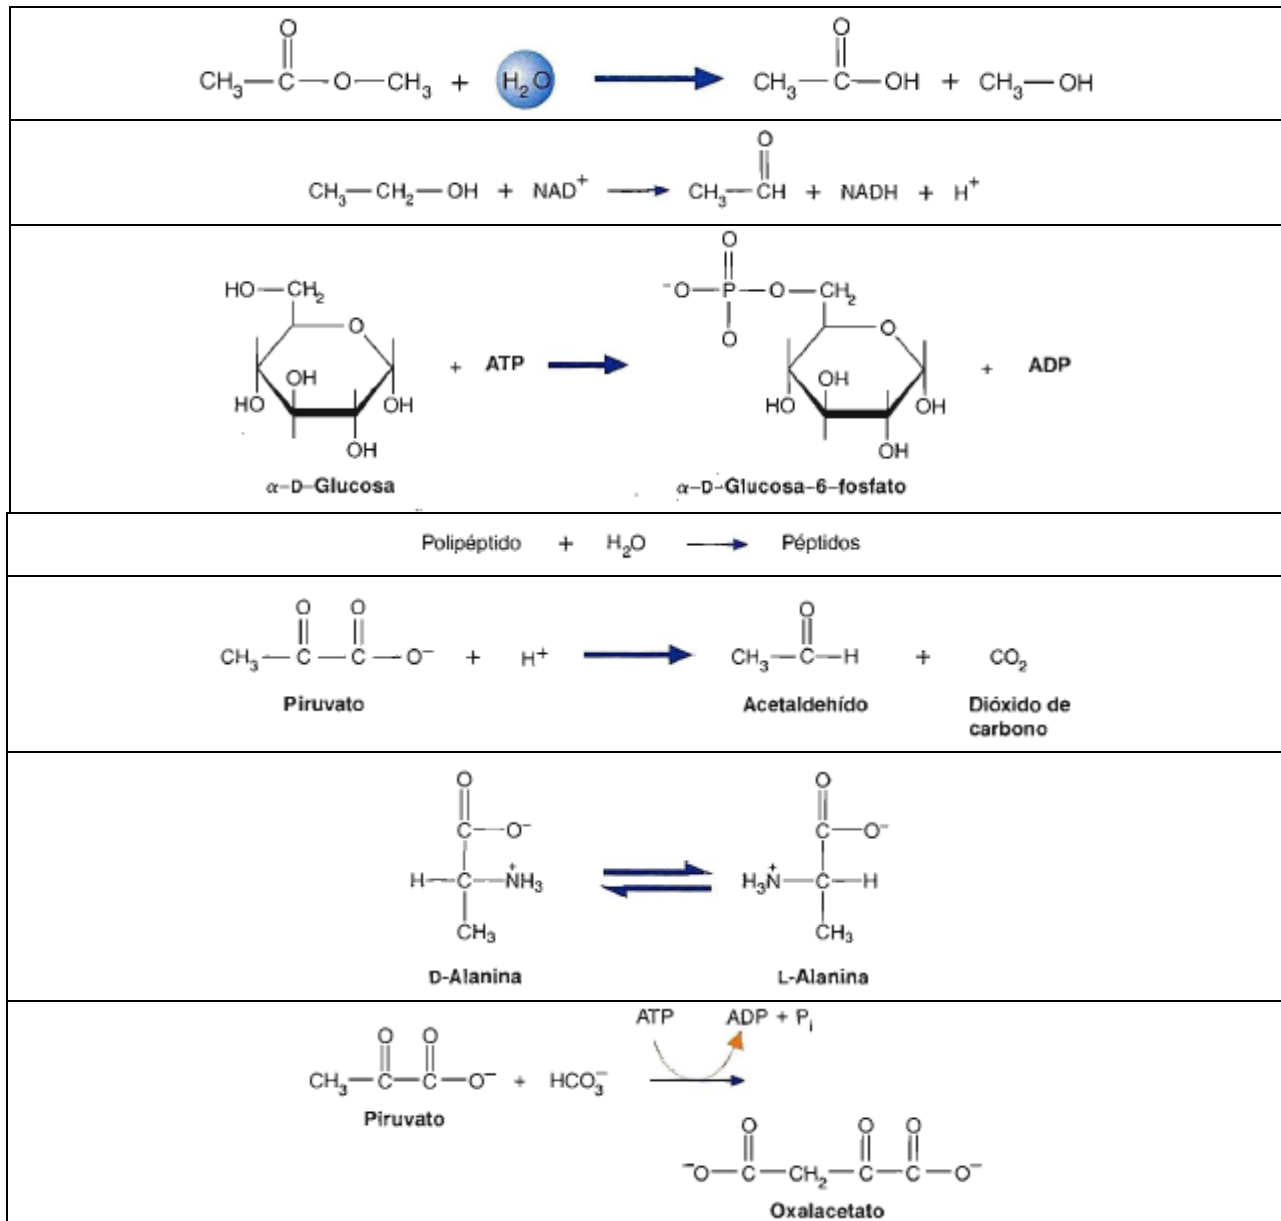 O O
CH3—C—O—CH3 + H2O CH3—C—OH + CH3—OH
O
CH3—CH2—OH + NAD+ CH3—CH + NADH + H+
O
HO—CH2 -O—P—O—CH2
O O O
+ ATP + ADP
OH OH
HO OH HO OH
OH OH
α-D-Glucosa α-D-Glucosa-6-fosfato
Polipéptido + H2O Péptidos
O O O
CH3—C—C—O- + H+ CH3—C—H + CO2
Piruvato Acetaldehído Dióxido de
carbono
O O
C—O- C—O-
H—C—NH3+ H3N+—C—H
CH3 CH3
D-Alanina L-Alanina
ATP ADP + Pi
O O
CH3—C—C—O- + HCO3-
Piruvato
O O O
-O—C—CH2—C—C—O-
Oxalacetato